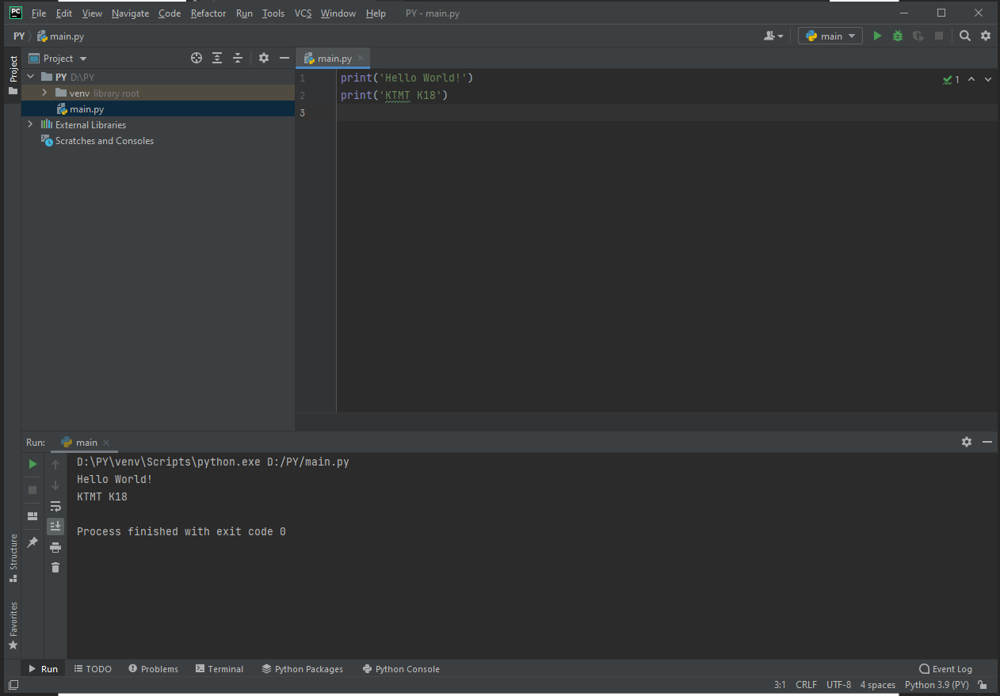 PC File Edit View Navigate Code Refactor Run Tools VCS Window Help PY - main.py
PY main.py
main
Project
Project
main.py
PY D:\PY
venv library root
main.py
External Libraries
Scratches and Consoles
1 print('Hello World!')
2 print('KTMT K18')
3
1
Run: main
D:\PY\venv\Scripts\python.exe D:/PY/main.py
Hello World!
KTMT K18
Process finished with exit code 0
Structure
Favorites
Run TODO Problems Terminal Python Packages Python Console Event Log
3:1 CRLF UTF-8 4 spaces Python 3.9 (PY)